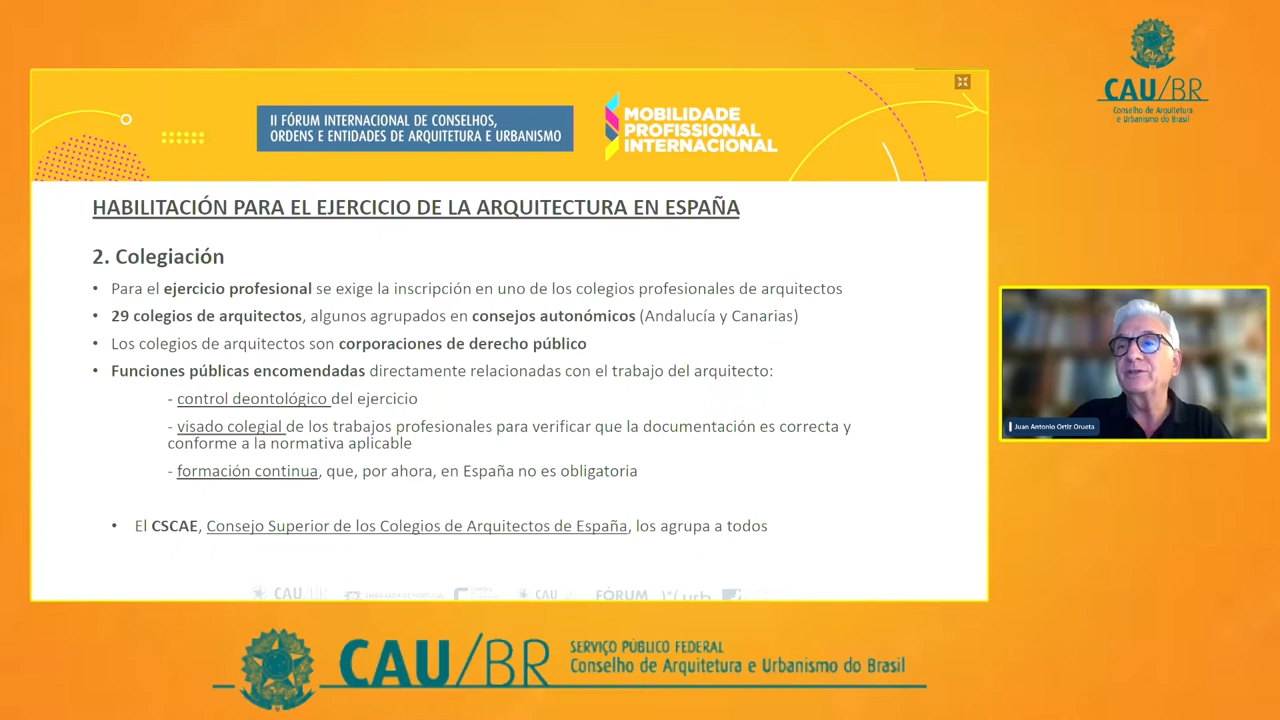 CAU/BR
Conselho de Arquitetura
e Urbanismo do Brasil
II FÓRUM INTERNACIONAL DE CONSELHOS,
ORDENS E ENTIDADES DE ARQUITETURA E URBANISMO
MOBILIDADE
PROFISSIONAL
INTERNACIONAL
HABILITACIÓN PARA EL EJERCICIO DE LA ARQUITECTURA EN ESPAÑA
2. Colegiación
• Para el ejercicio profesional se exige la inscripción en uno de los colegios profesionales de arquitectos
• 29 colegios de arquitectos, algunos agrupados en consejos autonómicos (Andalucía y Canarias)
• Los colegios de arquitectos son corporaciones de derecho público
• Funciones públicas encomendadas directamente relacionadas con el trabajo del arquitecto:
- control deontológico del ejercicio
- visado colegial de los trabajos profesionales para verificar que la documentación es correcta y
conforme a la normativa aplicable
- formación continua, que, por ahora, en España no es obligatoria
• El CSCAE, Consejo Superior de los Colegios de Arquitectos de España, los agrupa a todos
Juan Antonio Ortiz Orueta
CAU/BR EMBAIXADA DE PORTUGAL CAU FÓRUM
CAU/BR
SERVIÇO PÚBLICO FEDERAL
Conselho de Arquitetura e Urbanismo do Brasil